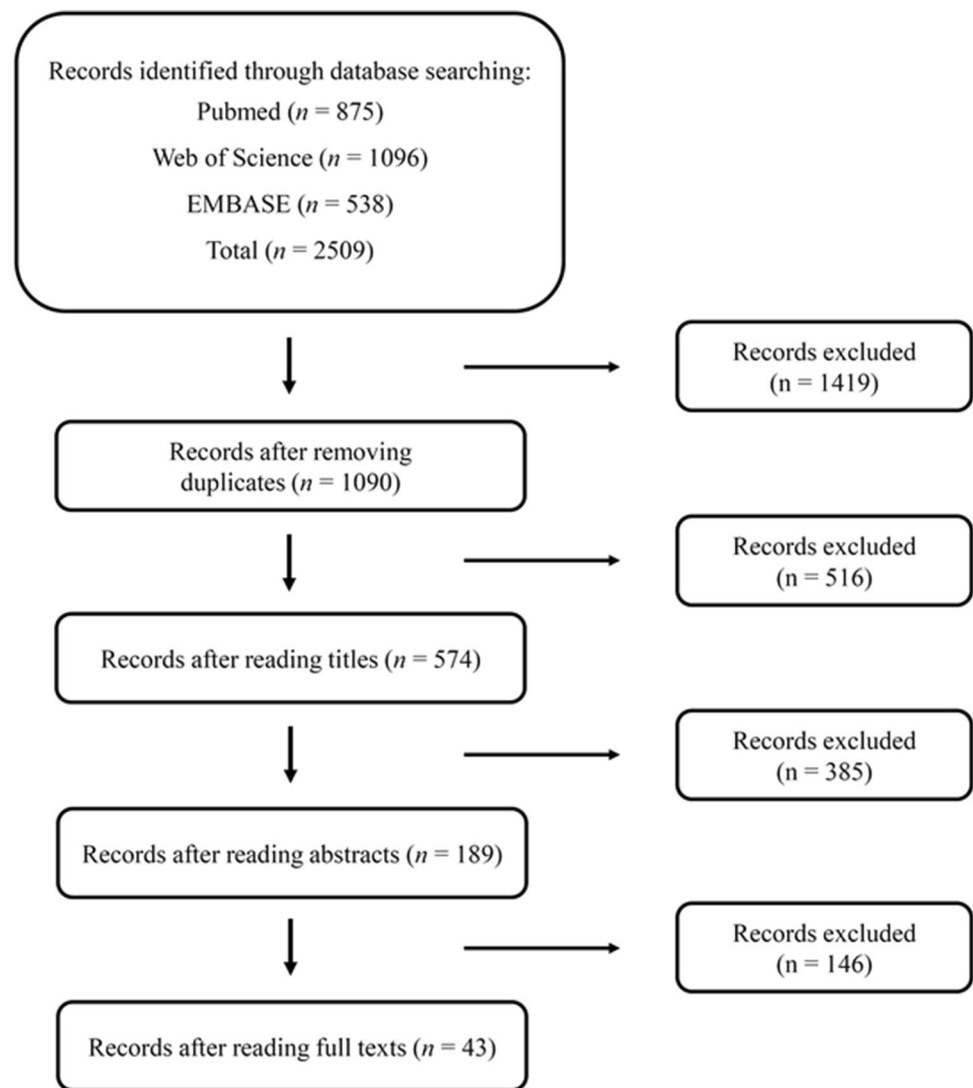 Records identified through database searching:
Pubmed (n = 875)
Web of Science (n = 1096)
EMBASE (n = 538)
Total (n = 2509)
Records excluded
(n = 1419)
Records after removing
duplicates (n = 1090)
Records excluded
(n = 516)
Records after reading titles (n = 574)
Records excluded
(n = 385)
Records after reading abstracts (n = 189)
Records excluded
(n = 146)
Records after reading full texts (n = 43)